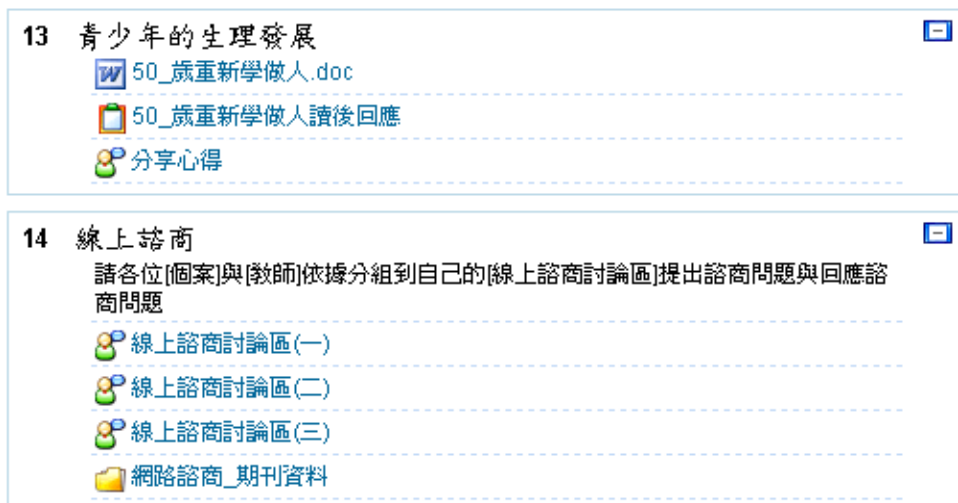 13 青少年的生理發展
50_歲重新學做人.doc
50_歲重新學做人讀後回應
分享心得
14 線上諮商
請各位[個案]與[教師]依據分組到自己的[線上諮商討論區]提出諮商問題與回應諮
商問題
線上諮商討論區(一)
線上諮商討論區(二)
線上諮商討論區(三)
網路諮商_期刊資料